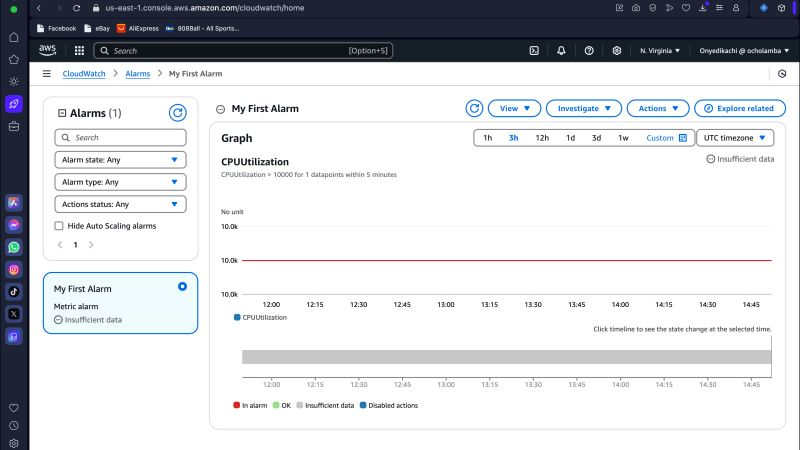 us-east-1.console.aws.amazon.com/cloudwatch/home
Facebook eBay AliExpress 808Ball - All Sports...
aws Search [Option+S] N. Virginia Onyedikachi @ ocholamba
CloudWatch Alarms My First Alarm
Alarms (1)
Search
Alarm state: Any
Alarm type: Any
Actions status: Any
Hide Auto Scaling alarms
1
My First Alarm
Metric alarm
Insufficient data
My First Alarm View Investigate Actions Explore related
Graph 1h 3h 12h 1d 3d 1w Custom UTC timezone
CPUUtilization Insufficient data
CPUUtilization > 10000 for 1 datapoints within 5 minutes
No unit
10.0k
10.0k
10.0k
12:00 12:15 12:30 12:45 13:00 13:15 13:30 13:45 14:00 14:15 14:30 14:45
CPUUtilization
Click timeline to see the state change at the selected time.
12:00 12:15 12:30 12:45 13:00 13:15 13:30 13:45 14:00 14:15 14:30 14:45
In alarm OK Insufficient data Disabled actions